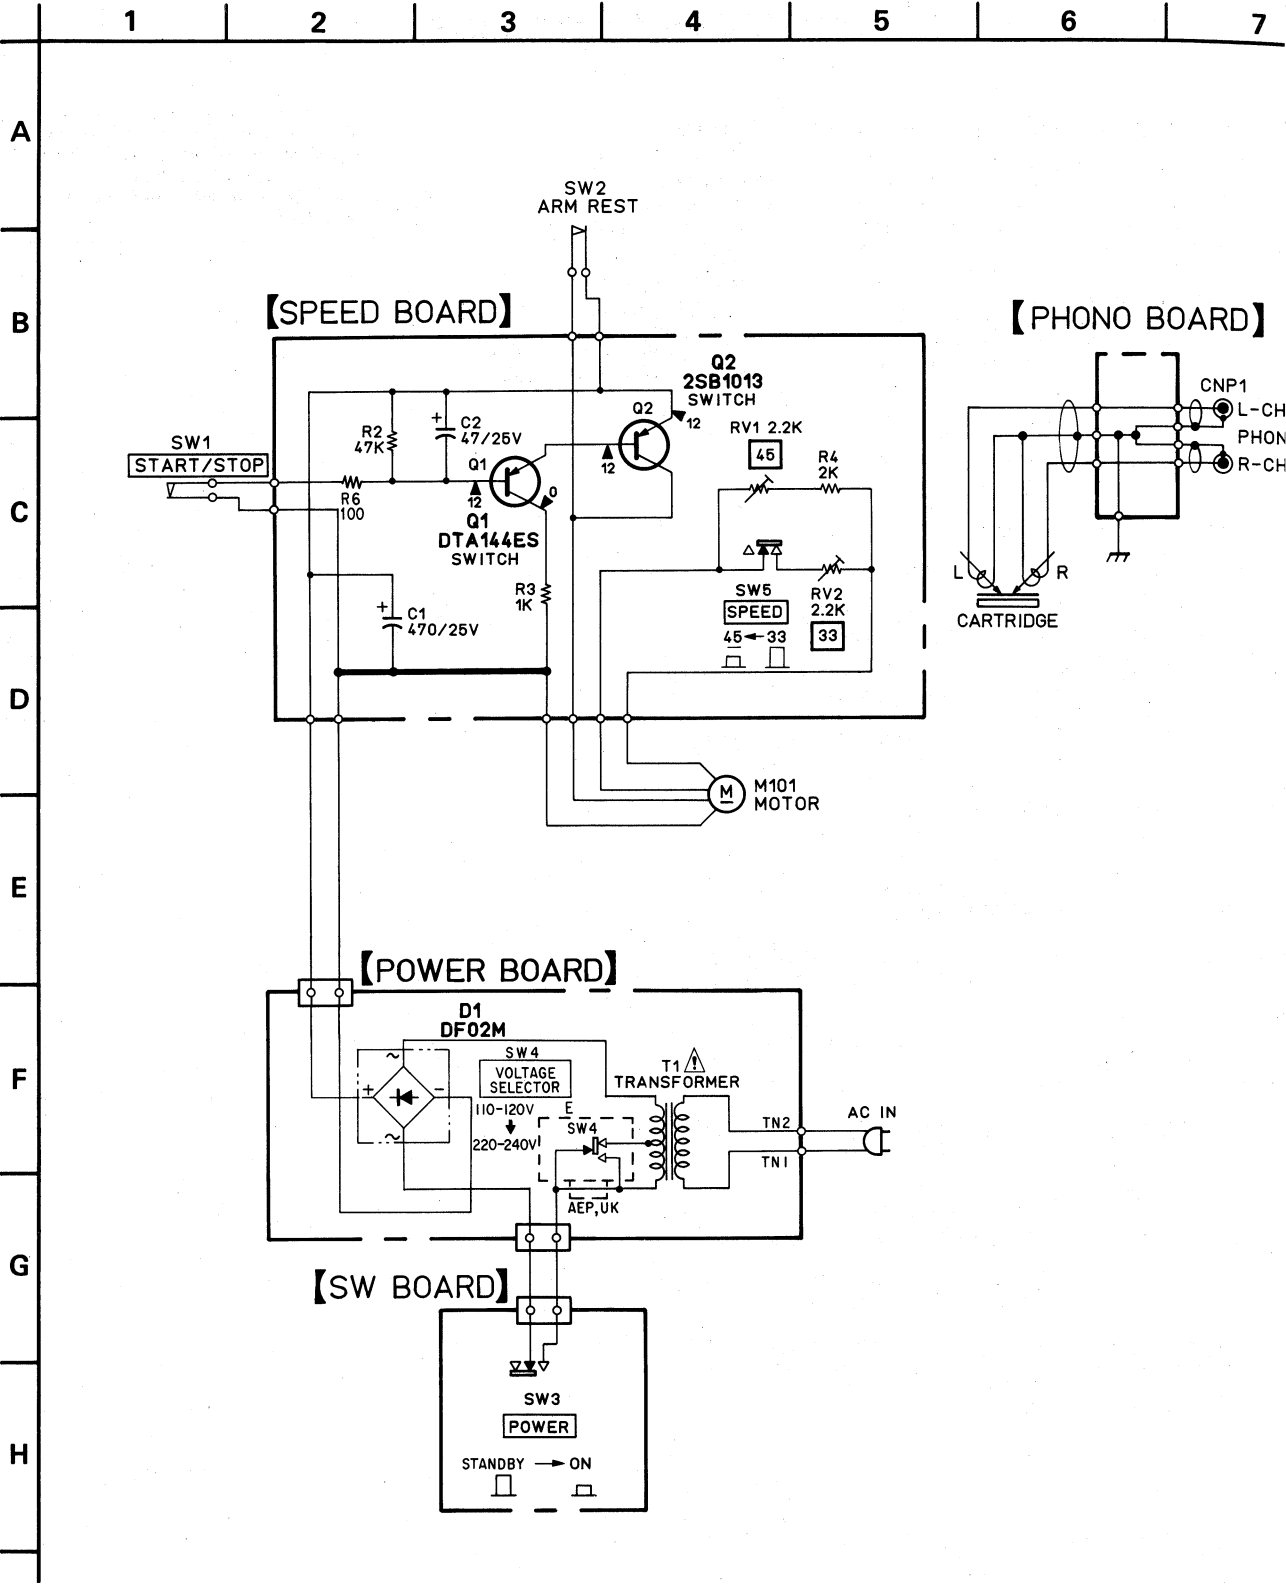 1 2 3 4 5 6 7
A
B
C
D
E
F
G
H
SW2
ARM REST
【SPEED BOARD】
【PHONO BOARD】
Q2
2SB1013
SWITCH
Q2
12
12
R2
47K
+
C2
47/25V
Q1
12
0
Q1
DTA144ES
SWITCH
SW1
START/STOP
R6
100
RV1 2.2K
45
R4
2K
SW5
SPEED
45 ← 33
RV2
2.2K
33
R3
1K
+
C1
470/25V
CNP1
L-CH
PHON
R-CH
L
R
CARTRIDGE
M
M101
MOTOR
【POWER BOARD】
D1
DF02M
~
+
−
~
SW4
VOLTAGE
SELECTOR
110-120V
↓
220-240V
E
SW4
AEP,UK
T1 ⚠
TRANSFORMER
TN2
TN1
AC IN
【SW BOARD】
SW3
POWER
STANDBY → ON